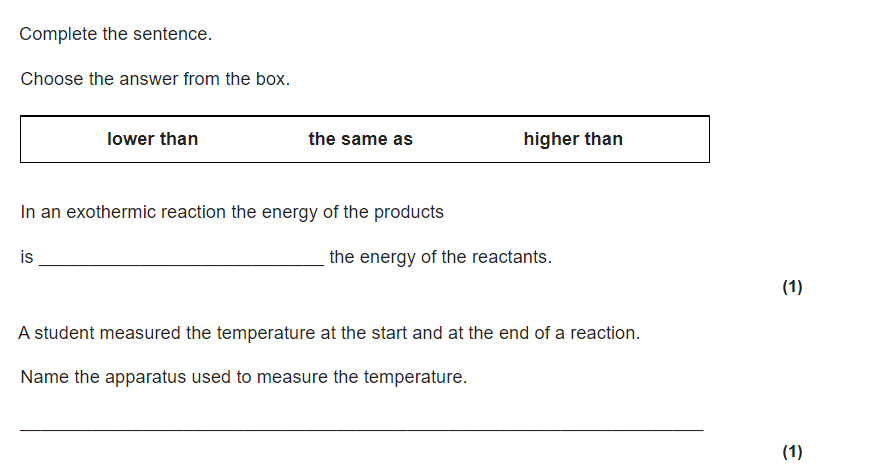 Complete the sentence.
Choose the answer from the box.
lower than the same as higher than
In an exothermic reaction the energy of the products
is ______________________________ the energy of the reactants.
(1)
A student measured the temperature at the start and at the end of a reaction.
Name the apparatus used to measure the temperature.
(1)